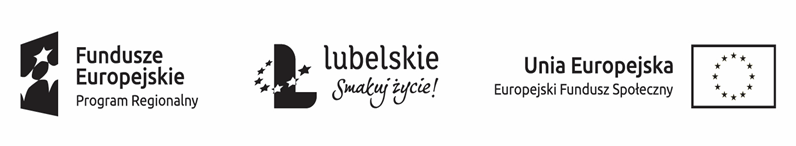 Fundusze
Europejskie
Program Regionalny
lubelskie
Smakuj życie!
Unia Europejska
Europejski Fundusz Społeczny